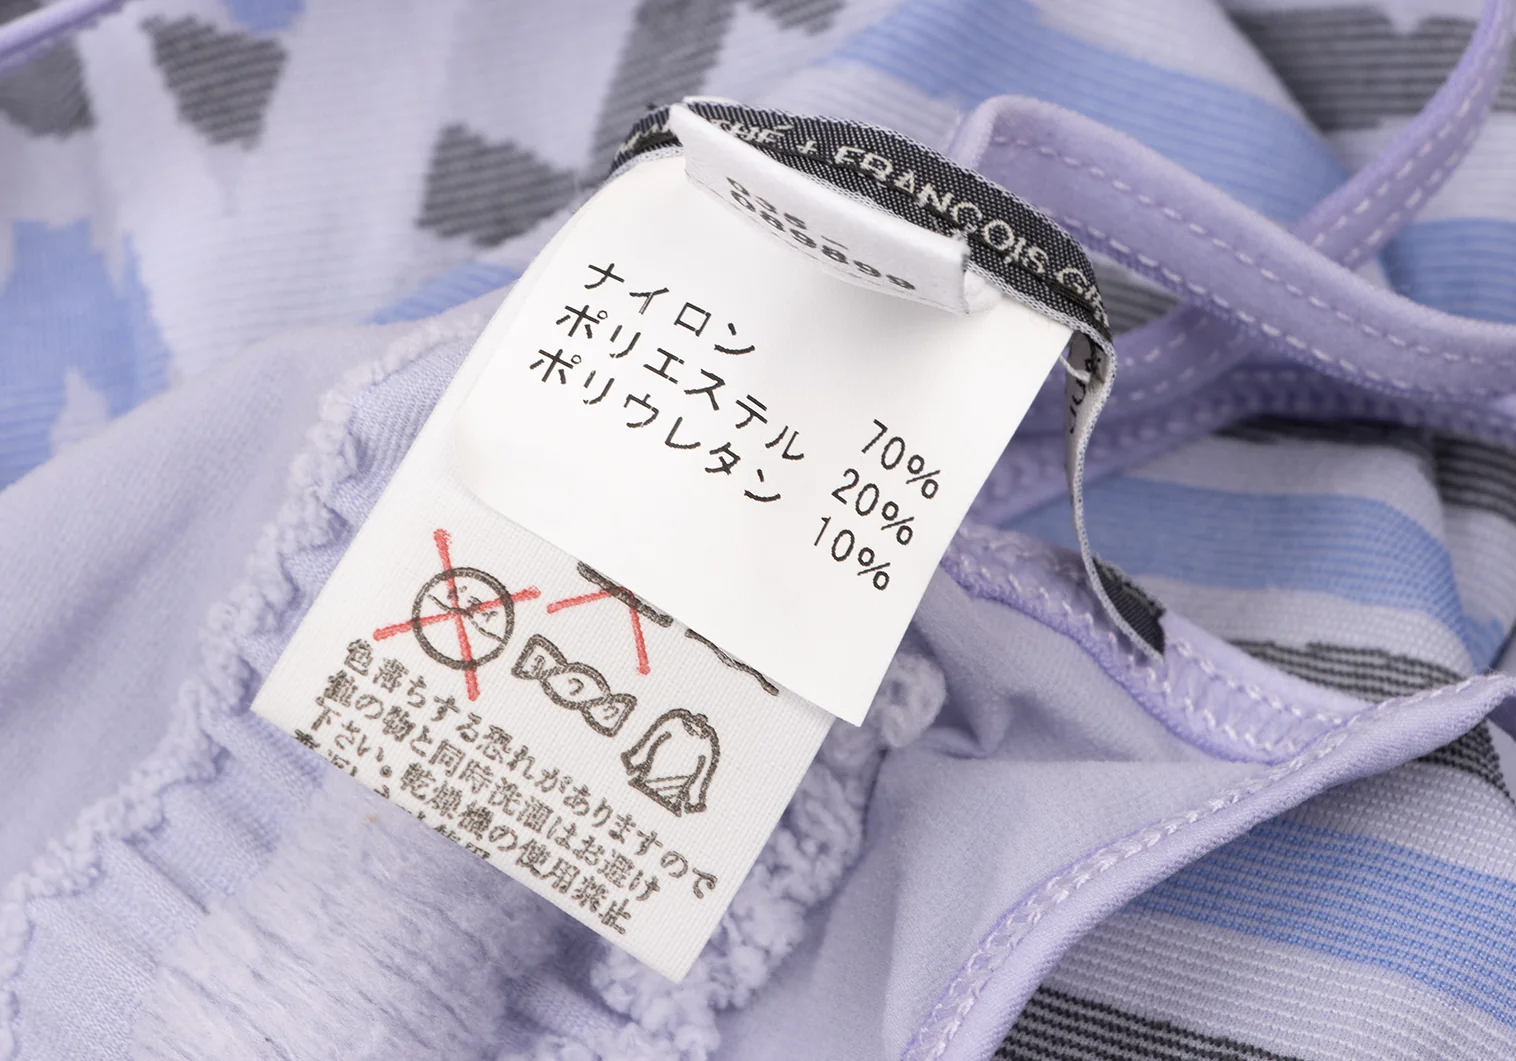 THE + FRANÇOIS G
ナイロン 70%
ポリエステル 20%
ポリウレタン 10%
色落ちする恐れがありますので
他の物と同時洗濯はお避け
下さい。乾燥機の使用禁止